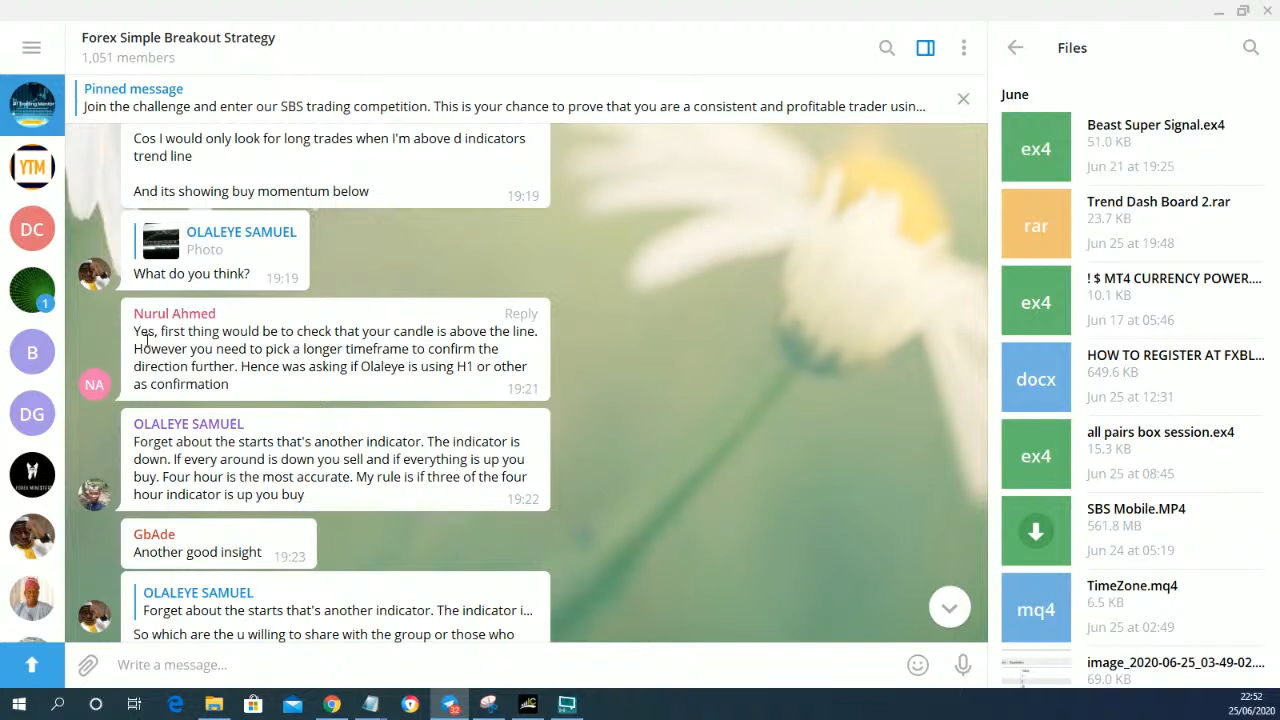 Forex Simple Breakout Strategy
1,051 members
Pinned message
Join the challenge and enter our SBS trading competition. This is your chance to prove that you are a consistent and profitable trader usin...
Cos I would only look for long trades when I'm above d indicators
trend line
And its showing buy momentum below
19:19
OLALEYE SAMUEL
Photo
What do you think?
19:19
Nurul Ahmed
Reply
Yes, first thing would be to check that your candle is above the line.
However you need to pick a longer timeframe to confirm the
direction further. Hence was asking if Olaleye is using H1 or other
as confirmation
19:21
OLALEYE SAMUEL
Forget about the starts that's another indicator. The indicator is
down. If every around is down you sell and if everything is up you
buy. Four hour is the most accurate. My rule is if three of the four
hour indicator is up you buy
19:22
GbAde
Another good insight
19:23
OLALEYE SAMUEL
Forget about the starts that's another indicator. The indicator i...
So which are the u willing to share with the group or those who
Write a message...
YTM
DC
1
B
DG
NA
Files
June
ex4
Beast Super Signal.ex4
51.0 KB
Jun 21 at 19:25
rar
Trend Dash Board 2.rar
23.7 KB
Jun 25 at 19:48
ex4
! $ MT4 CURRENCY POWER....
10.1 KB
Jun 17 at 05:46
docx
HOW TO REGISTER AT FXBL...
649.6 KB
Jun 25 at 12:31
ex4
all pairs box session.ex4
15.3 KB
Jun 25 at 08:45
SBS Mobile.MP4
561.8 MB
Jun 24 at 05:19
mq4
TimeZone.mq4
6.5 KB
Jun 25 at 02:49
image_2020-06-25_03-49-02....
69.0 KB
32
22:52
25/06/2020